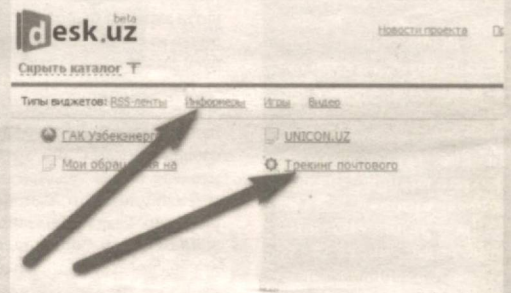 beta
desk.uz
Новости проекта
Скрыть каталог
Типы виджетов: RSS-ленты Информеры Игры Видео
ГАК Узбекэнерго UNICON.UZ
Мои обращения на Трекинг почтового